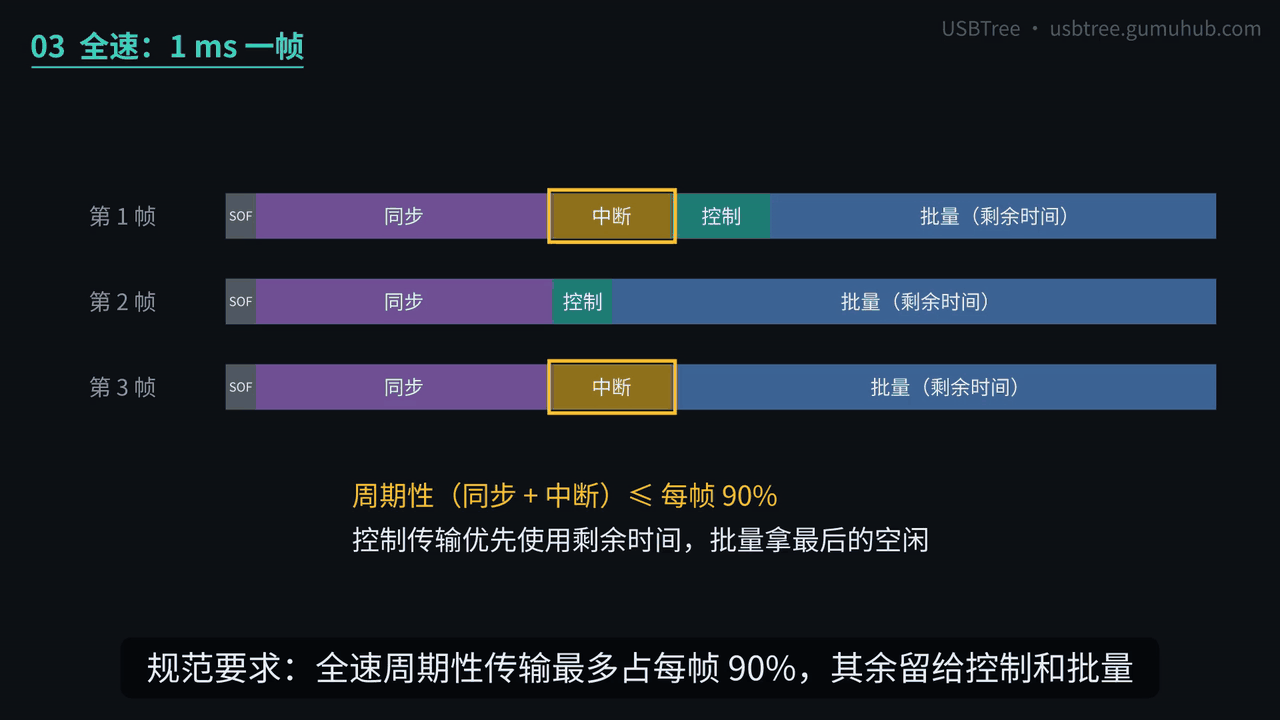 03 全速：1 ms 一帧
USBTree · usbtree.gumuhub.com
第 1 帧 SOF 同步 中断 控制 批量（剩余时间）
第 2 帧 SOF 同步 控制 批量（剩余时间）
第 3 帧 SOF 同步 中断 批量（剩余时间）
周期性（同步 + 中断）≤ 每帧 90%
控制传输优先使用剩余时间，批量拿最后的空闲
规范要求：全速周期性传输最多占每帧 90%，其余留给控制和批量